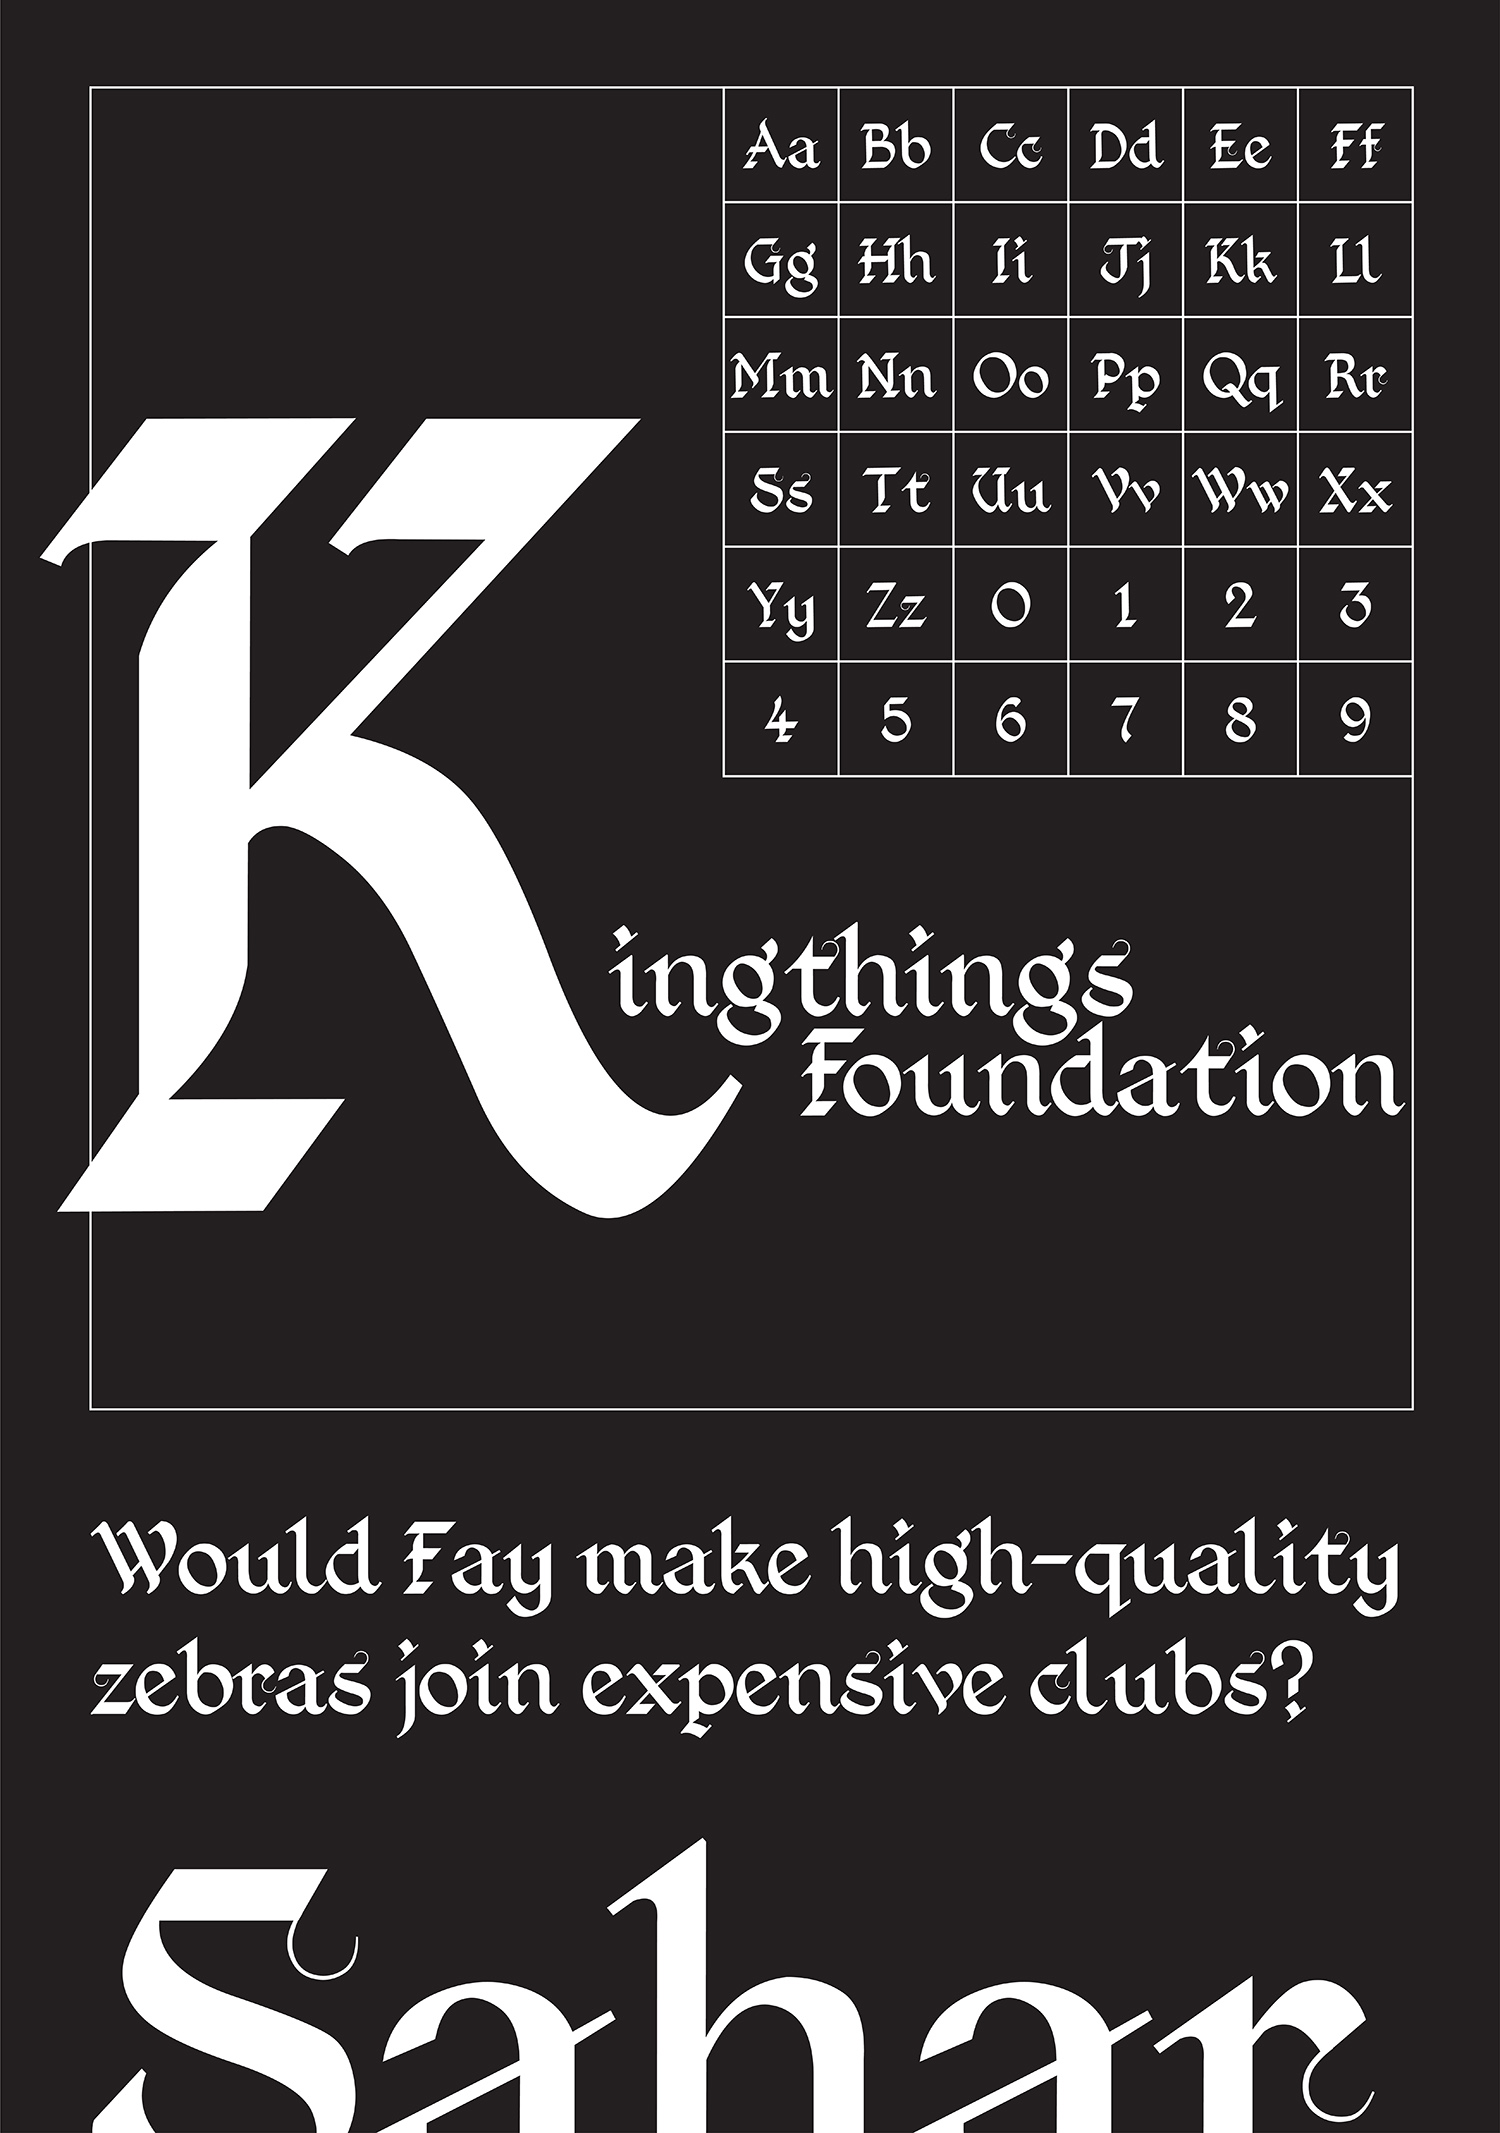 Aa Bb Cc Dd Ee Ff
Gg Hh Ii Jj Kk Ll
Mm Nn Oo Pp Qq Rr
Ss Tt Uu Vv Ww Xx
Yy Zz 0 1 2 3
4 5 6 7 8 9
Kingthings
Foundation
Would Fay make high-quality
zebras join expensive clubs?
Sahar